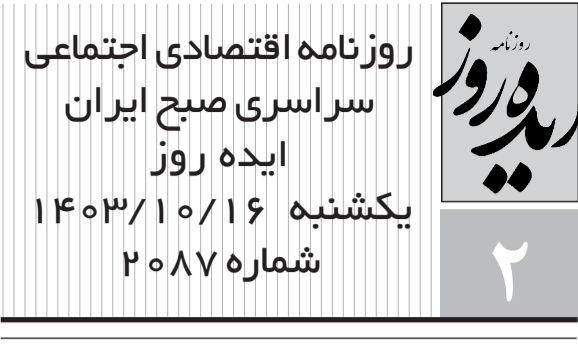 روزنامه
ایده روز
روزنامه اقتصادی اجتماعی
سراسری صبح ایران
ایده روز
یکشنبه ۱۴۰۳/۱۰/۱۶
شماره ۲۰۸۷
۲